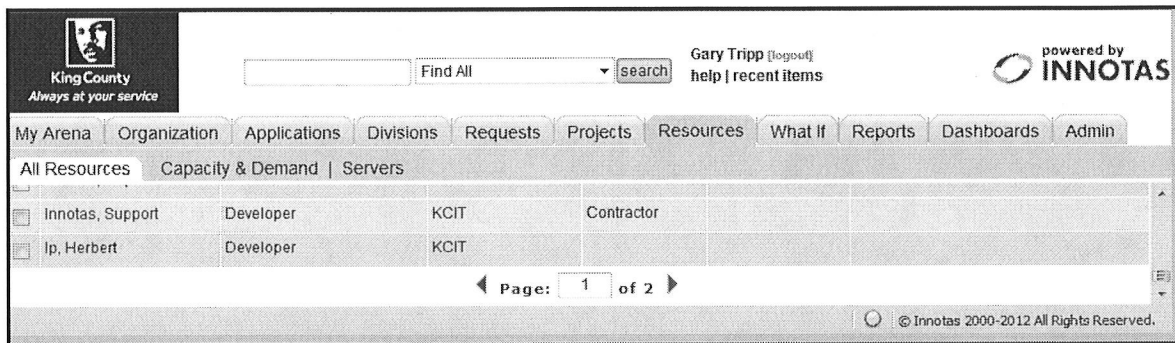 King County
Always at your service
Find All
search
Gary Tripp [logout]
help | recent items
powered by
INNOTAS
My Arena Organization Applications Divisions Requests Projects Resources What If Reports Dashboards Admin
All Resources Capacity & Demand | Servers
Innotas, Support Developer KCIT Contractor
Ip, Herbert Developer KCIT
Page: 1 of 2
© Innotas 2000-2012 All Rights Reserved.